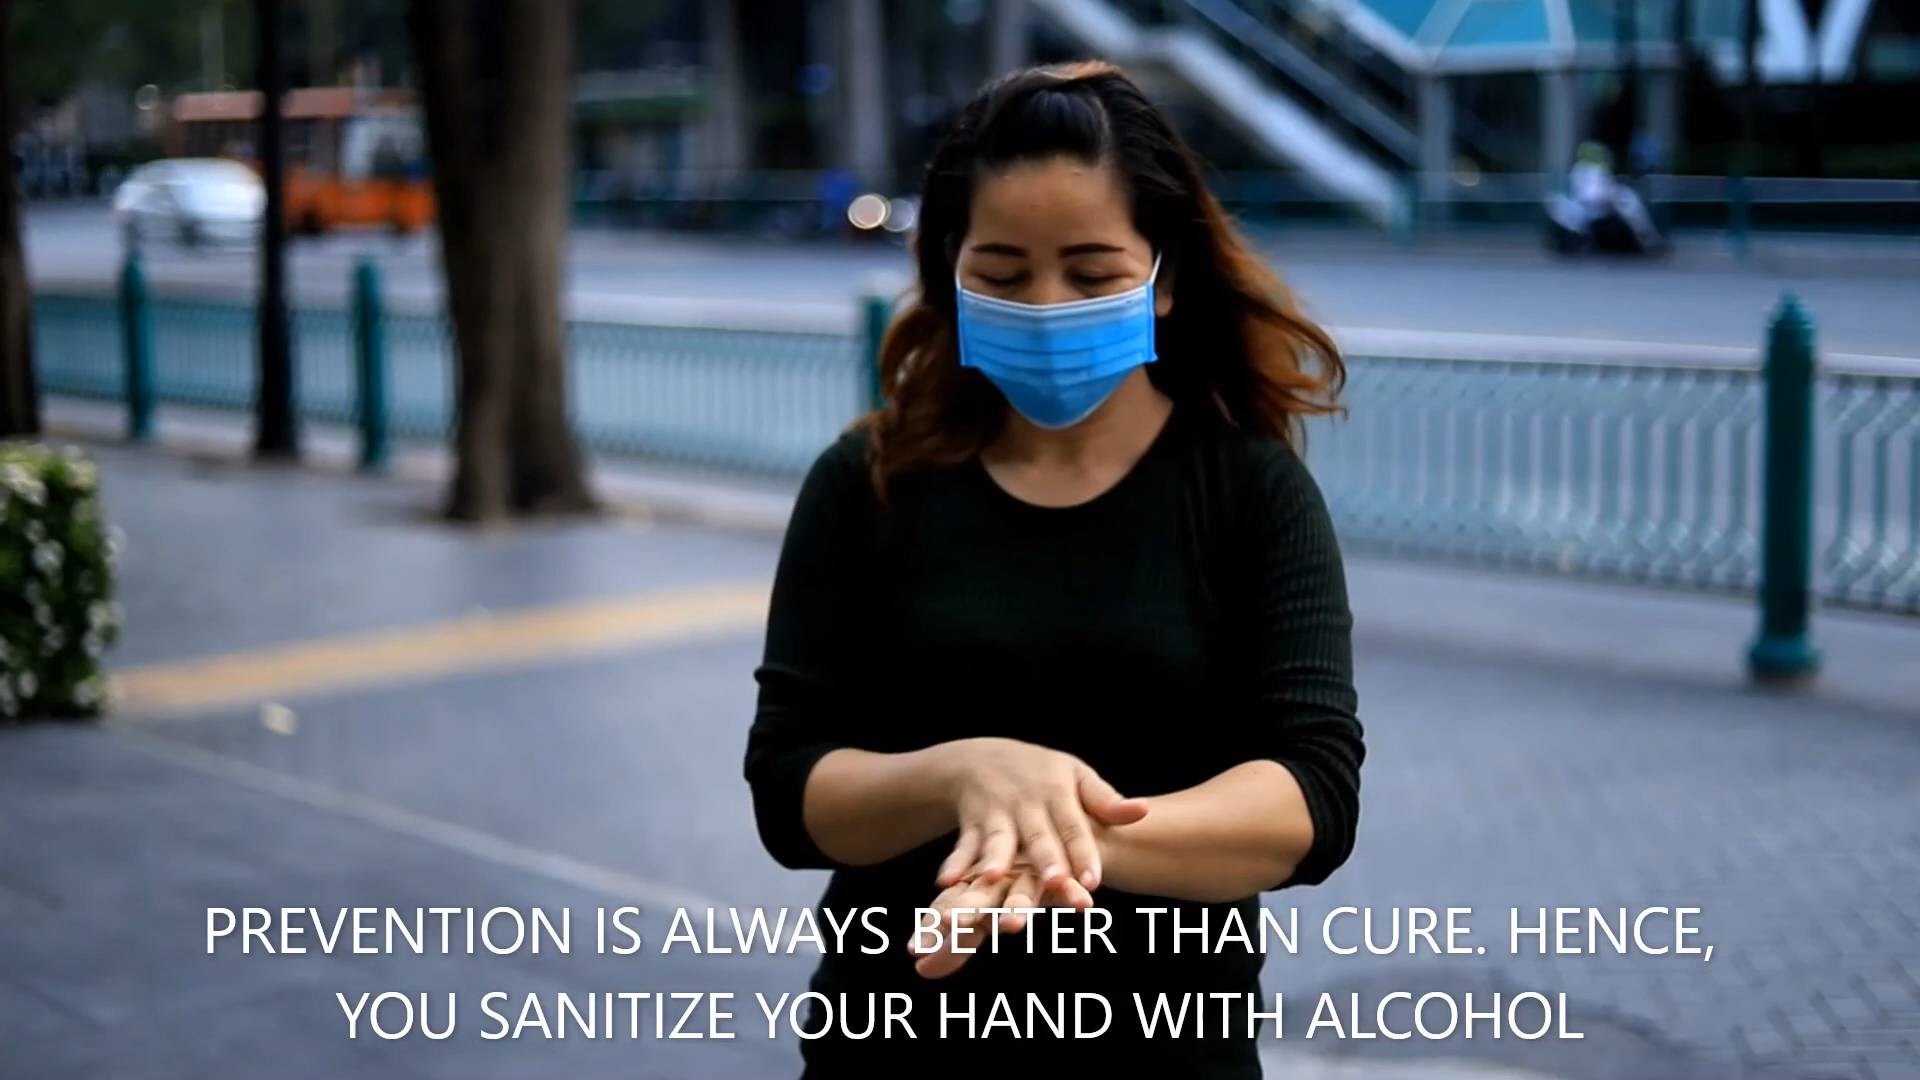 PREVENTION IS ALWAYS BETTER THAN CURE. HENCE,
YOU SANITIZE YOUR HAND WITH ALCOHOL